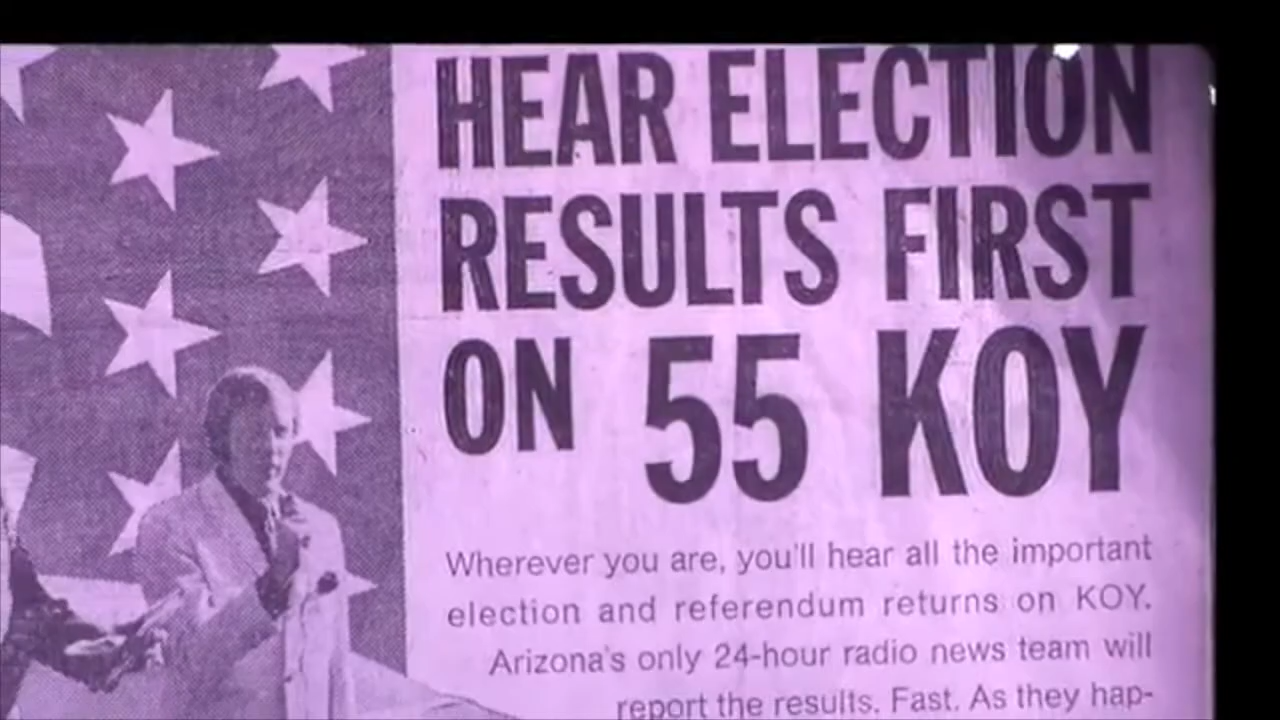 HEAR ELECTION
RESULTS FIRST
ON 55 KOY
Wherever you are, you'll hear all the important
election and referendum returns on KOY.
Arizona's only 24-hour radio news team will
report the results. Fast. As they hap-